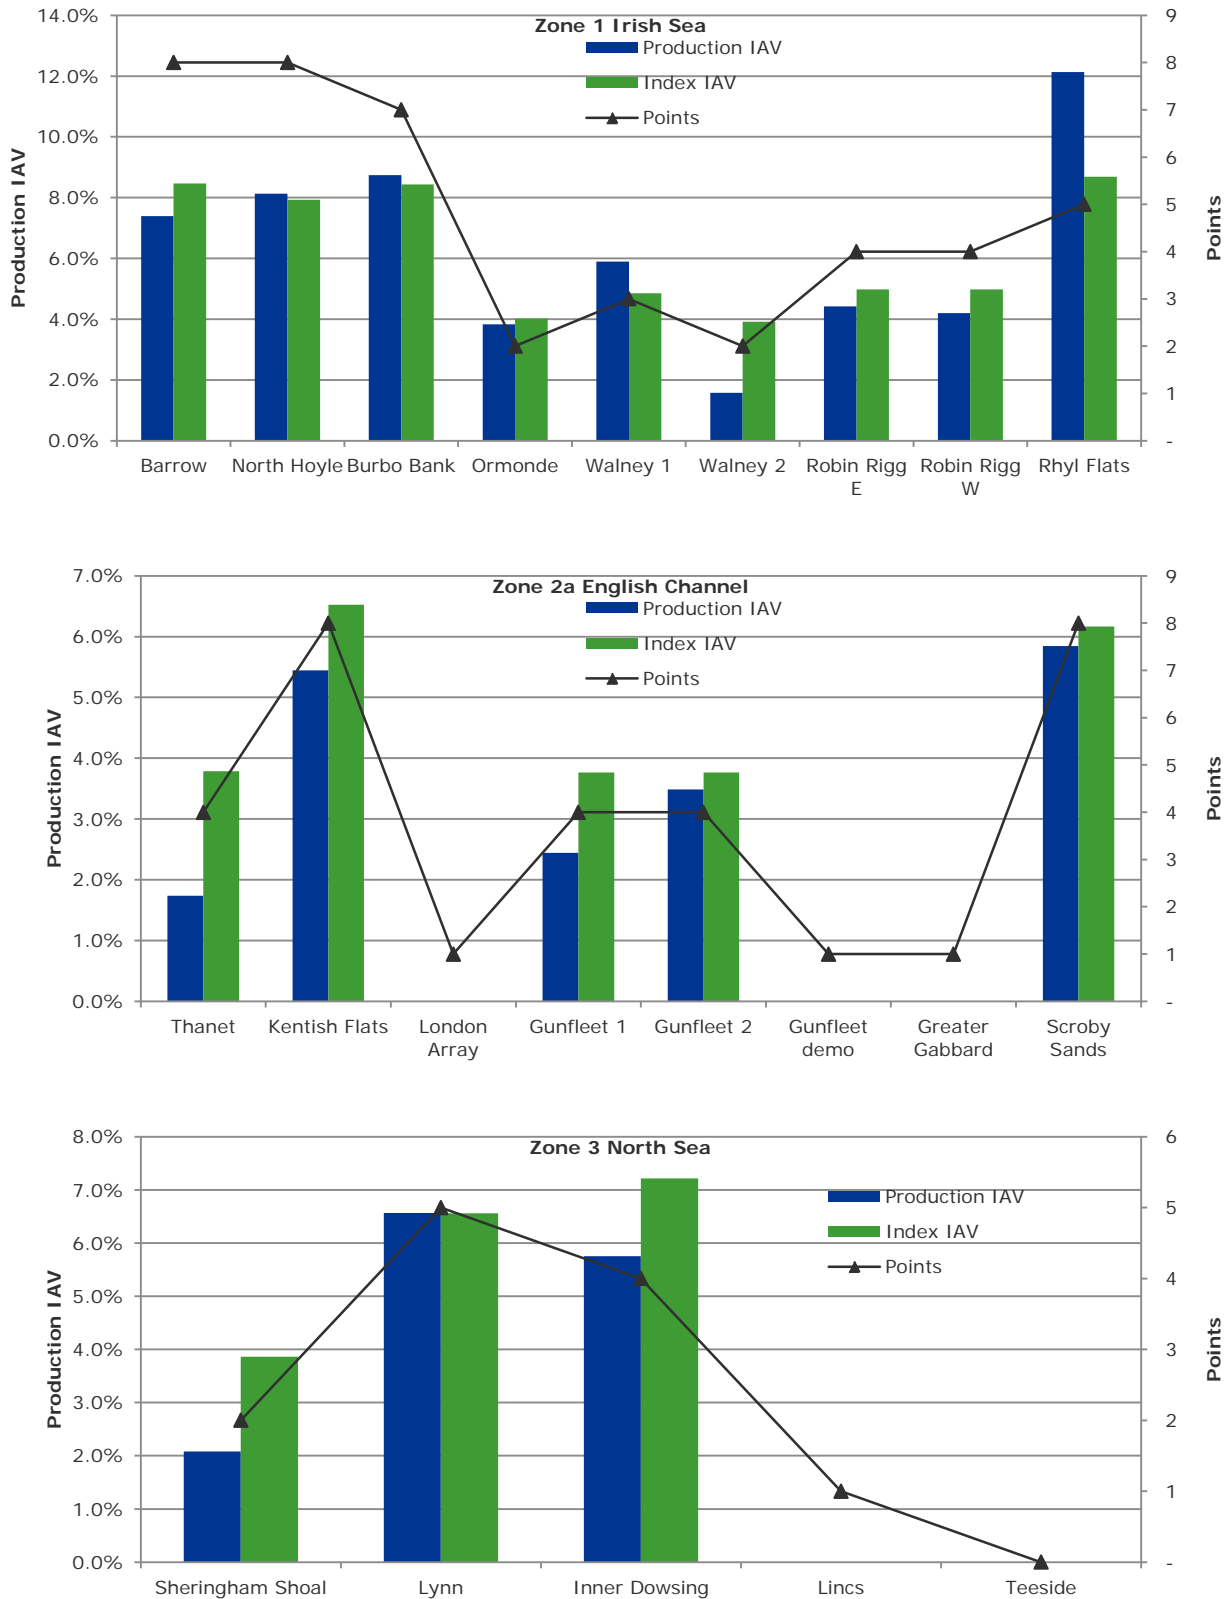 Zone 1 Irish Sea
Production IAV
Index IAV
Points
14.0%
12.0%
10.0%
8.0%
6.0%
4.0%
2.0%
0.0%
Production IAV
9
8
7
6
5
4
3
2
1
-
Points
Barrow
North Hoyle
Burbo Bank
Ormonde
Walney 1
Walney 2
Robin Rigg
E
Robin Rigg
W
Rhyl Flats
Zone 2a English Channel
Production IAV
Index IAV
Points
7.0%
6.0%
5.0%
4.0%
3.0%
2.0%
1.0%
0.0%
Production IAV
9
8
7
6
5
4
3
2
1
-
Points
Thanet
Kentish Flats
London
Array
Gunfleet 1
Gunfleet 2
Gunfleet
demo
Greater
Gabbard
Scroby
Sands
Zone 3 North Sea
Production IAV
Index IAV
Points
8.0%
7.0%
6.0%
5.0%
4.0%
3.0%
2.0%
1.0%
0.0%
Production IAV
6
5
4
3
2
1
-
Points
Sheringham Shoal
Lynn
Inner Dowsing
Lincs
Teeside